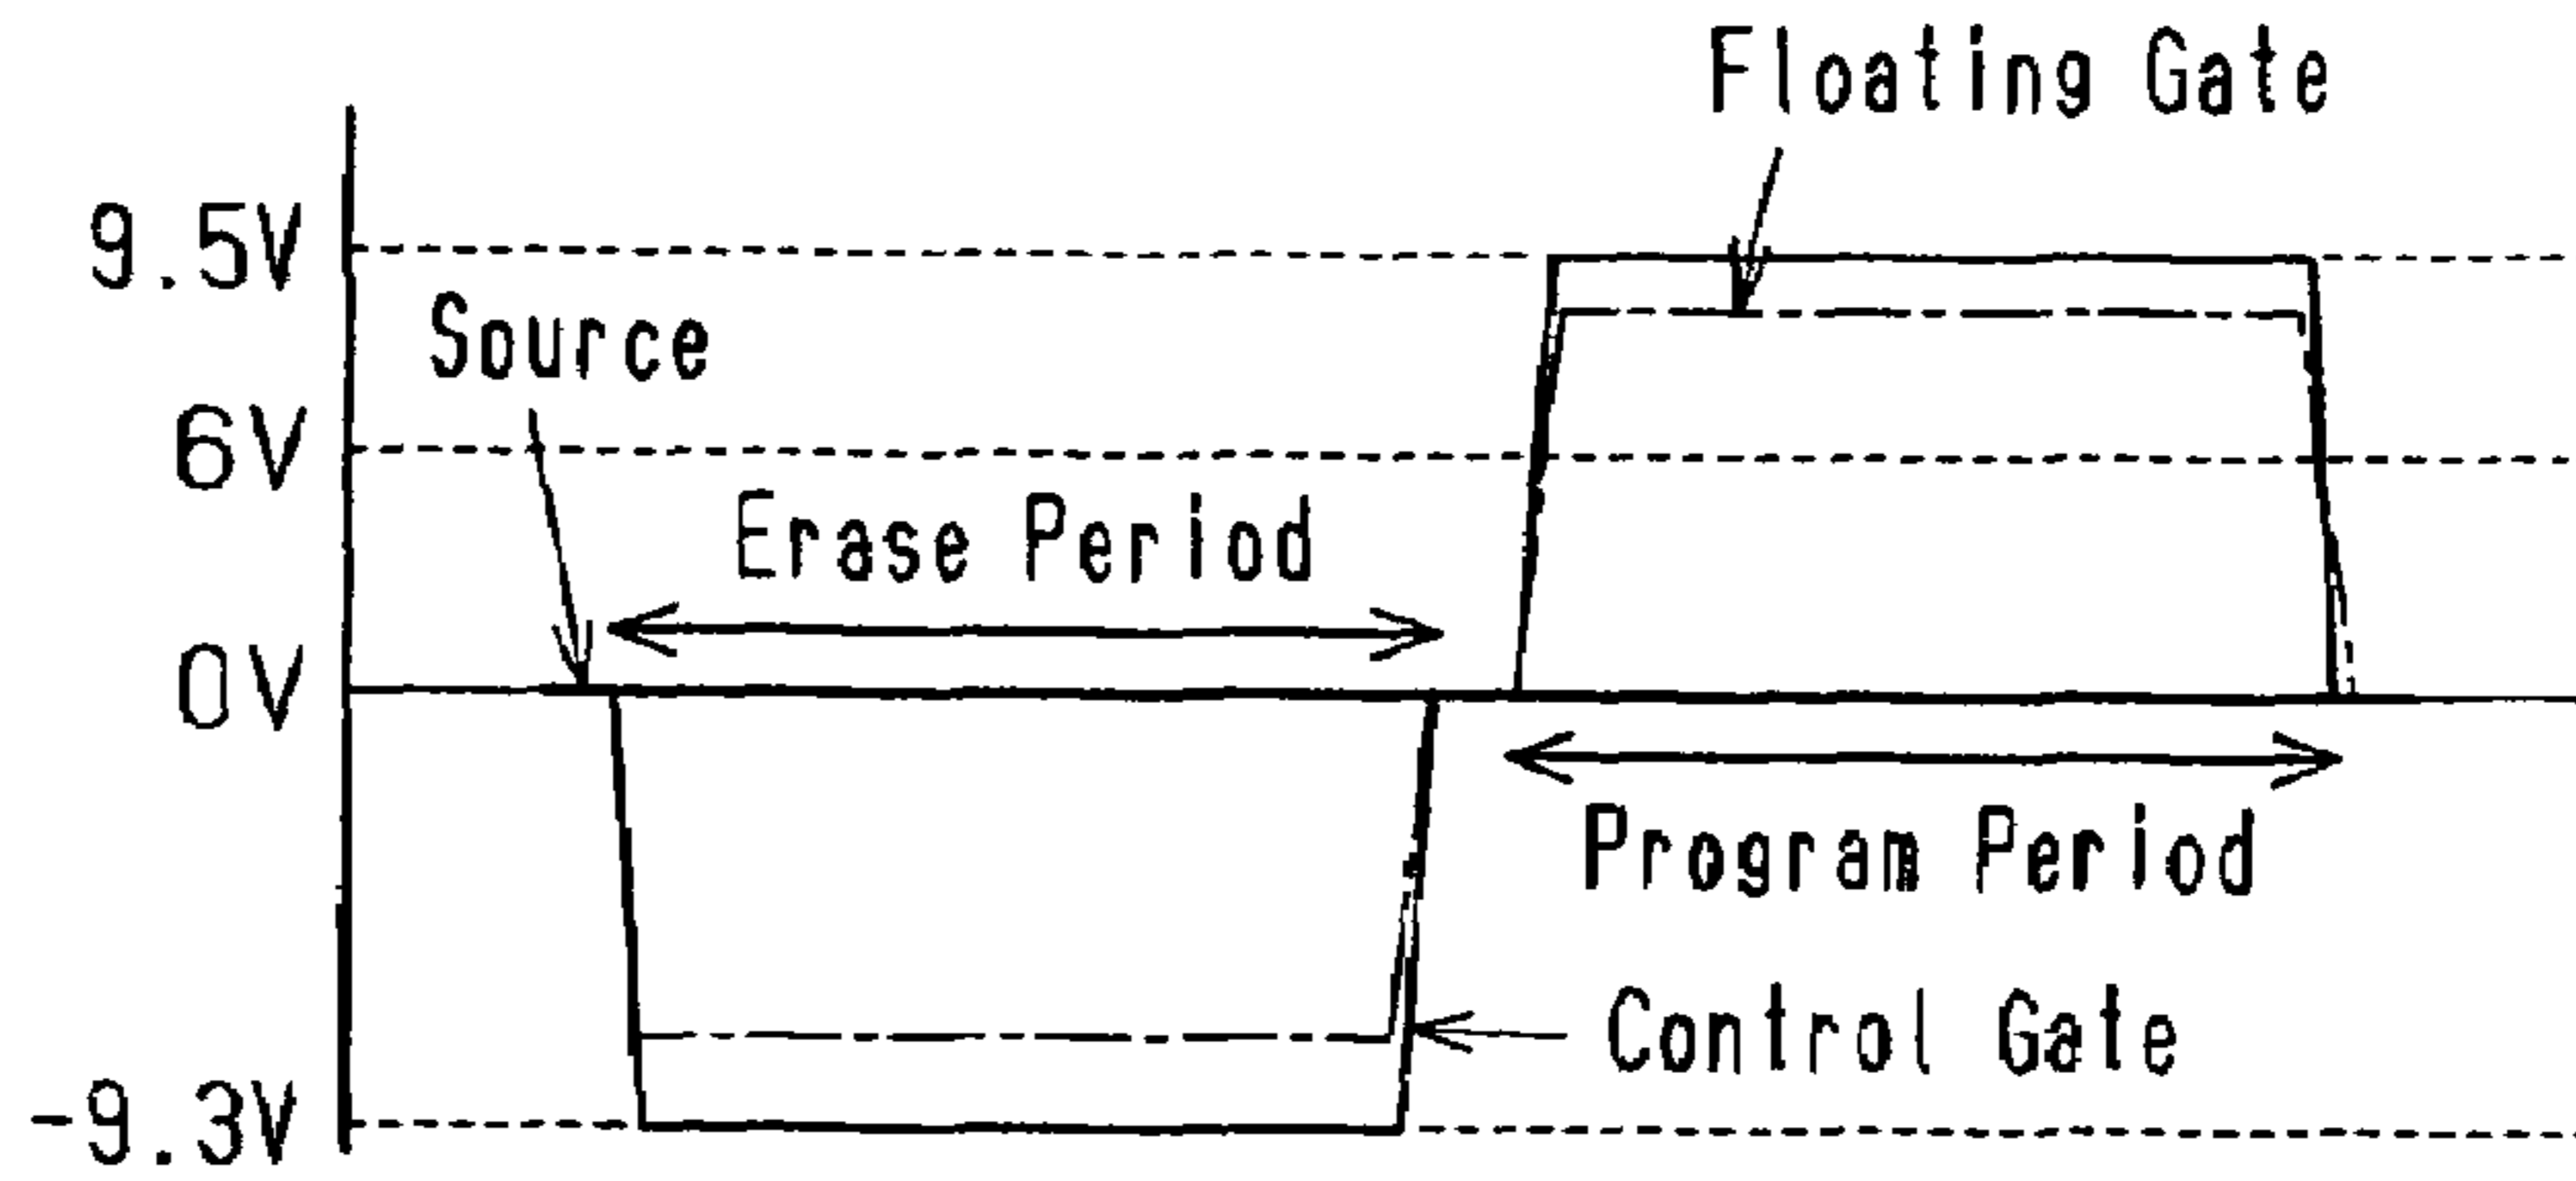 Floating Gate
9.5V
Source
6V
Erase Period
0V
Program Period
Control Gate
-9.3V